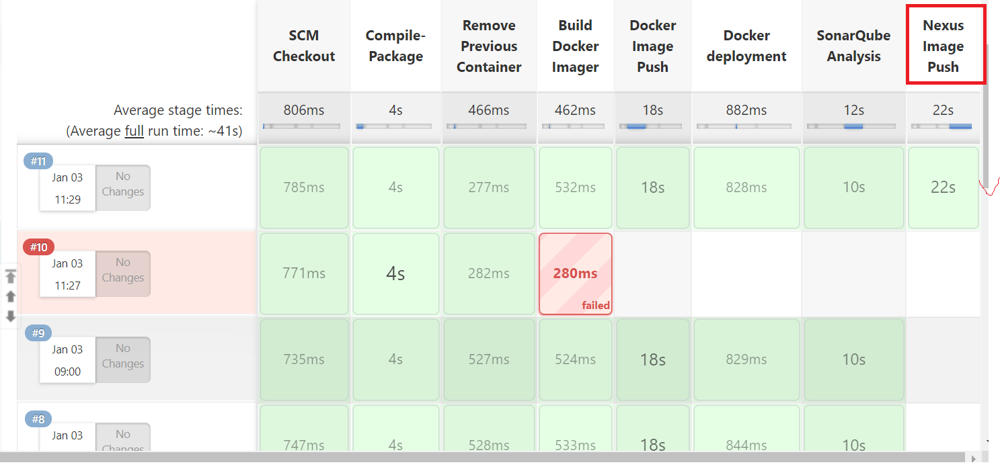 SCM Checkout
Compile-Package
Remove Previous Container
Build Docker Imager
Docker Image Push
Docker deployment
SonarQube Analysis
Nexus Image Push
Average stage times:
(Average full run time: ~41s)
806ms
4s
466ms
462ms
18s
882ms
12s
22s
#11
Jan 03
11:29
No
Changes
785ms
4s
277ms
532ms
18s
828ms
10s
22s
#10
Jan 03
11:27
No
Changes
771ms
4s
282ms
280ms
failed
#9
Jan 03
09:00
No
Changes
735ms
4s
527ms
524ms
18s
829ms
10s
#8
Jan 03
No
Changes
747ms
4s
528ms
533ms
18s
844ms
10s